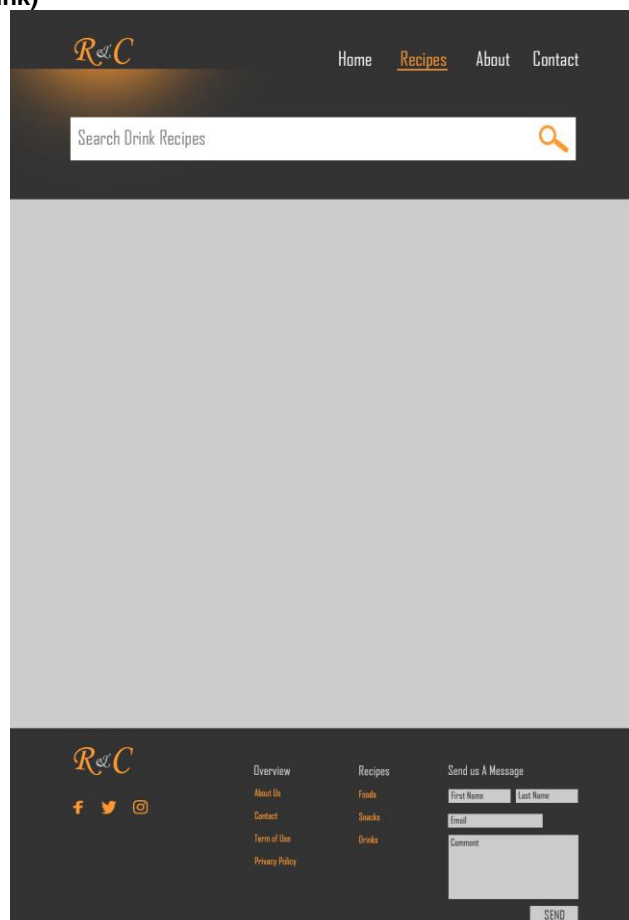 R&C
Home Recipes About Contact
Search Drink Recipes
R&C
Overview
About Us
Contact
Term of Use
Privacy Policy
Recipes
Foods
Snacks
Drinks
Send us A Message
First Name Last Name
Email
Comment
SEND